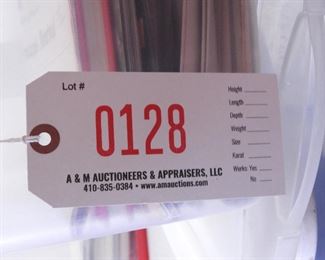 Lot #
0128
A & M AUCTIONEERS & APPRAISERS, LLC
410-835-0384 • www.amauctions.com
Height
Length
Depth
Weight
Size
Karat
Works: Yes
No